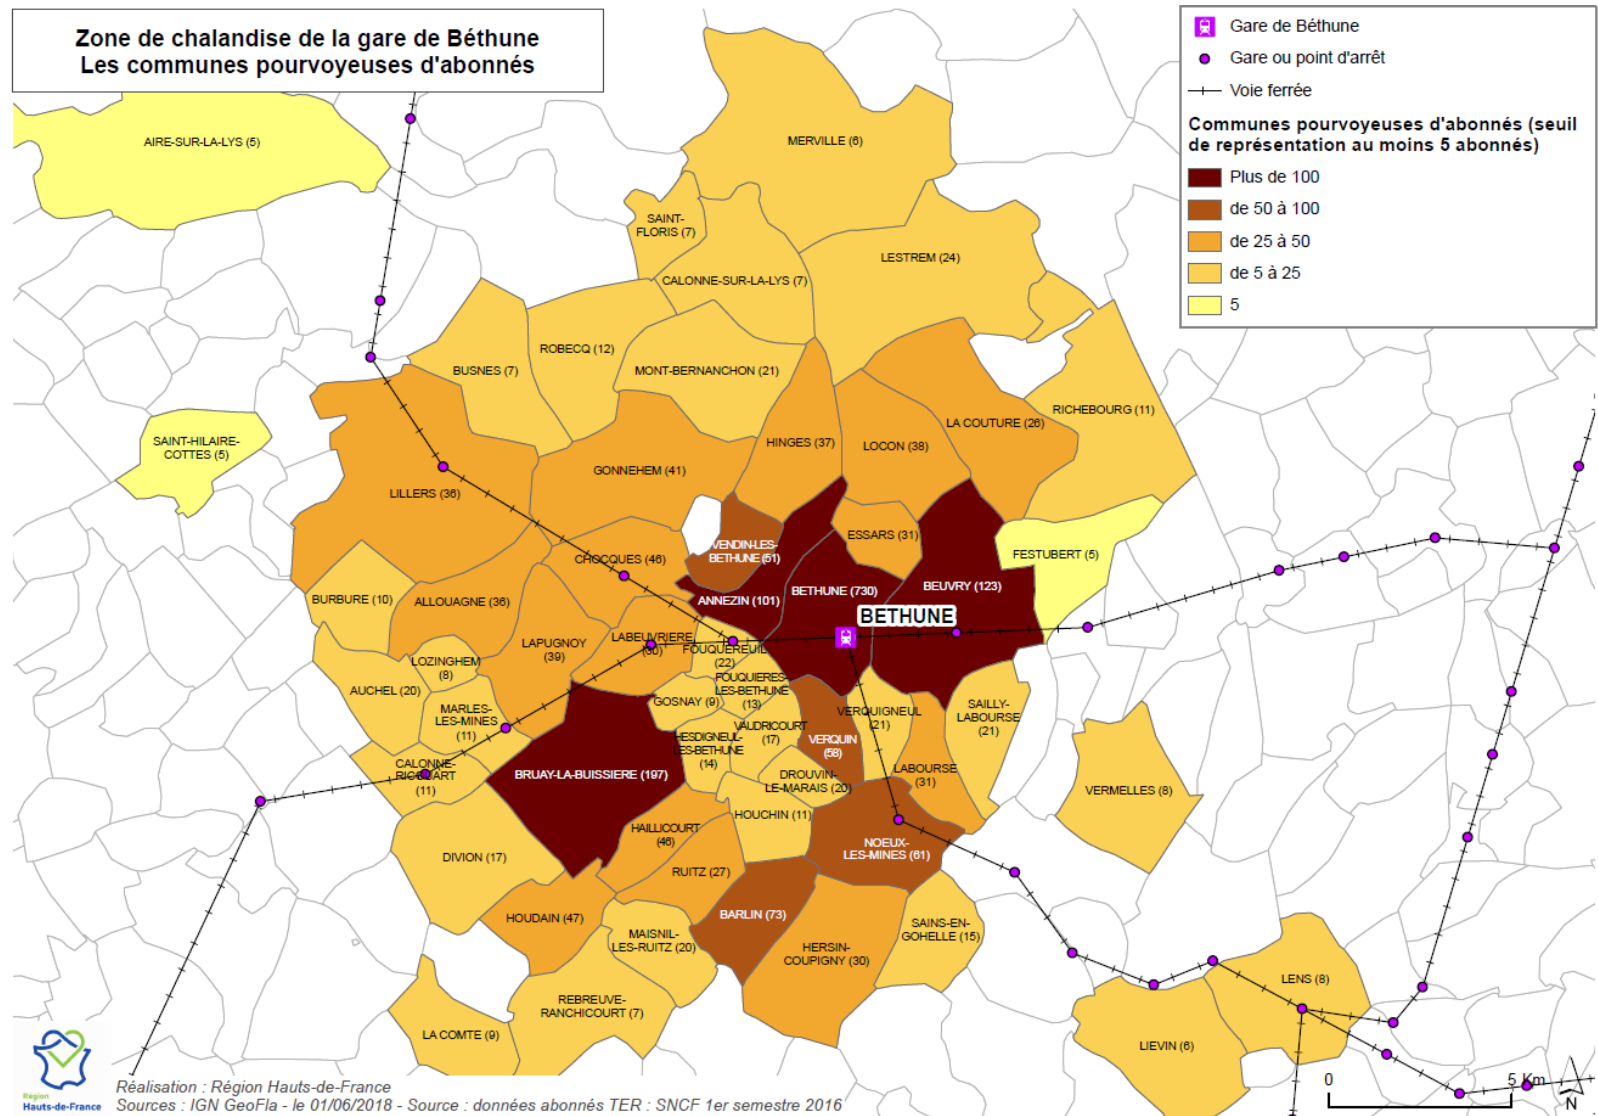 Zone de chalandise de la gare de Béthune
Les communes pourvoyeuses d'abonnés
Gare de Béthune
Gare ou point d'arrêt
Voie ferrée
Communes pourvoyeuses d'abonnés (seuil
de représentation au moins 5 abonnés)
Plus de 100
de 50 à 100
de 25 à 50
de 5 à 25
5
AIRE-SUR-LA-LYS (5)
MERVILLE (6)
SAINT-
FLORIS (7)
LESTREM (24)
CALONNE-SUR-LA-LYS (7)
ROBECQ (12)
BUSNES (7)
MONT-BERNANCHON (21)
RICHEBOURG (11)
LA COUTURE (26)
SAINT-HILAIRE-
COTTES (5)
HINGES (37)
LOCON (38)
GONNEHEM (41)
LILLERS (36)
ESSARS (31)
VENDIN-LES-
BETHUNE (51)
FESTUBERT (5)
CHOCQUES (46)
BEUVRY (123)
BETHUNE (730)
BURBURE (10)
ALLOUAGNE (36)
ANNEZIN (101)
BETHUNE
LAPUGNOY
(39)
LABEUVRIERE
(30)
FOUQUEREUIL
(22)
LOZINGHEM
(8)
FOUQUIERES-
LES-BETHUNE
(13)
AUCHEL (20)
GOSNAY (9)
MARLES-
LES-MINES
(11)
VERQUIGNEUL
(21)
SAILLY-
LABOURSE
(21)
VAUDRICOURT
(17)
HESDIGNEUL-
LES-BETHUNE
(14)
VERQUIN
(58)
CALONNE-
RICOUART
(11)
BRUAY-LA-BUISSIERE (197)
DROUVIN-
LE-MARAIS (20)
LABOURSE
(31)
VERMELLES (8)
HOUCHIN (11)
HAILLICOURT
(46)
NOEUX-
LES-MINES (61)
DIVION (17)
RUITZ (27)
HOUDAIN (47)
BARLIN (73)
MAISNIL-
LES-RUITZ (20)
SAINS-EN-
GOHELLE (15)
HERSIN-
COUPIGNY (30)
LENS (8)
REBREUVE-
RANCHICOURT (7)
LA COMTE (9)
LIEVIN (6)
0
5 Km
N
Région
Hauts-de-France
Réalisation : Région Hauts-de-France
Sources : IGN GeoFla - le 01/06/2018 - Source : données abonnés TER : SNCF 1er semestre 2016